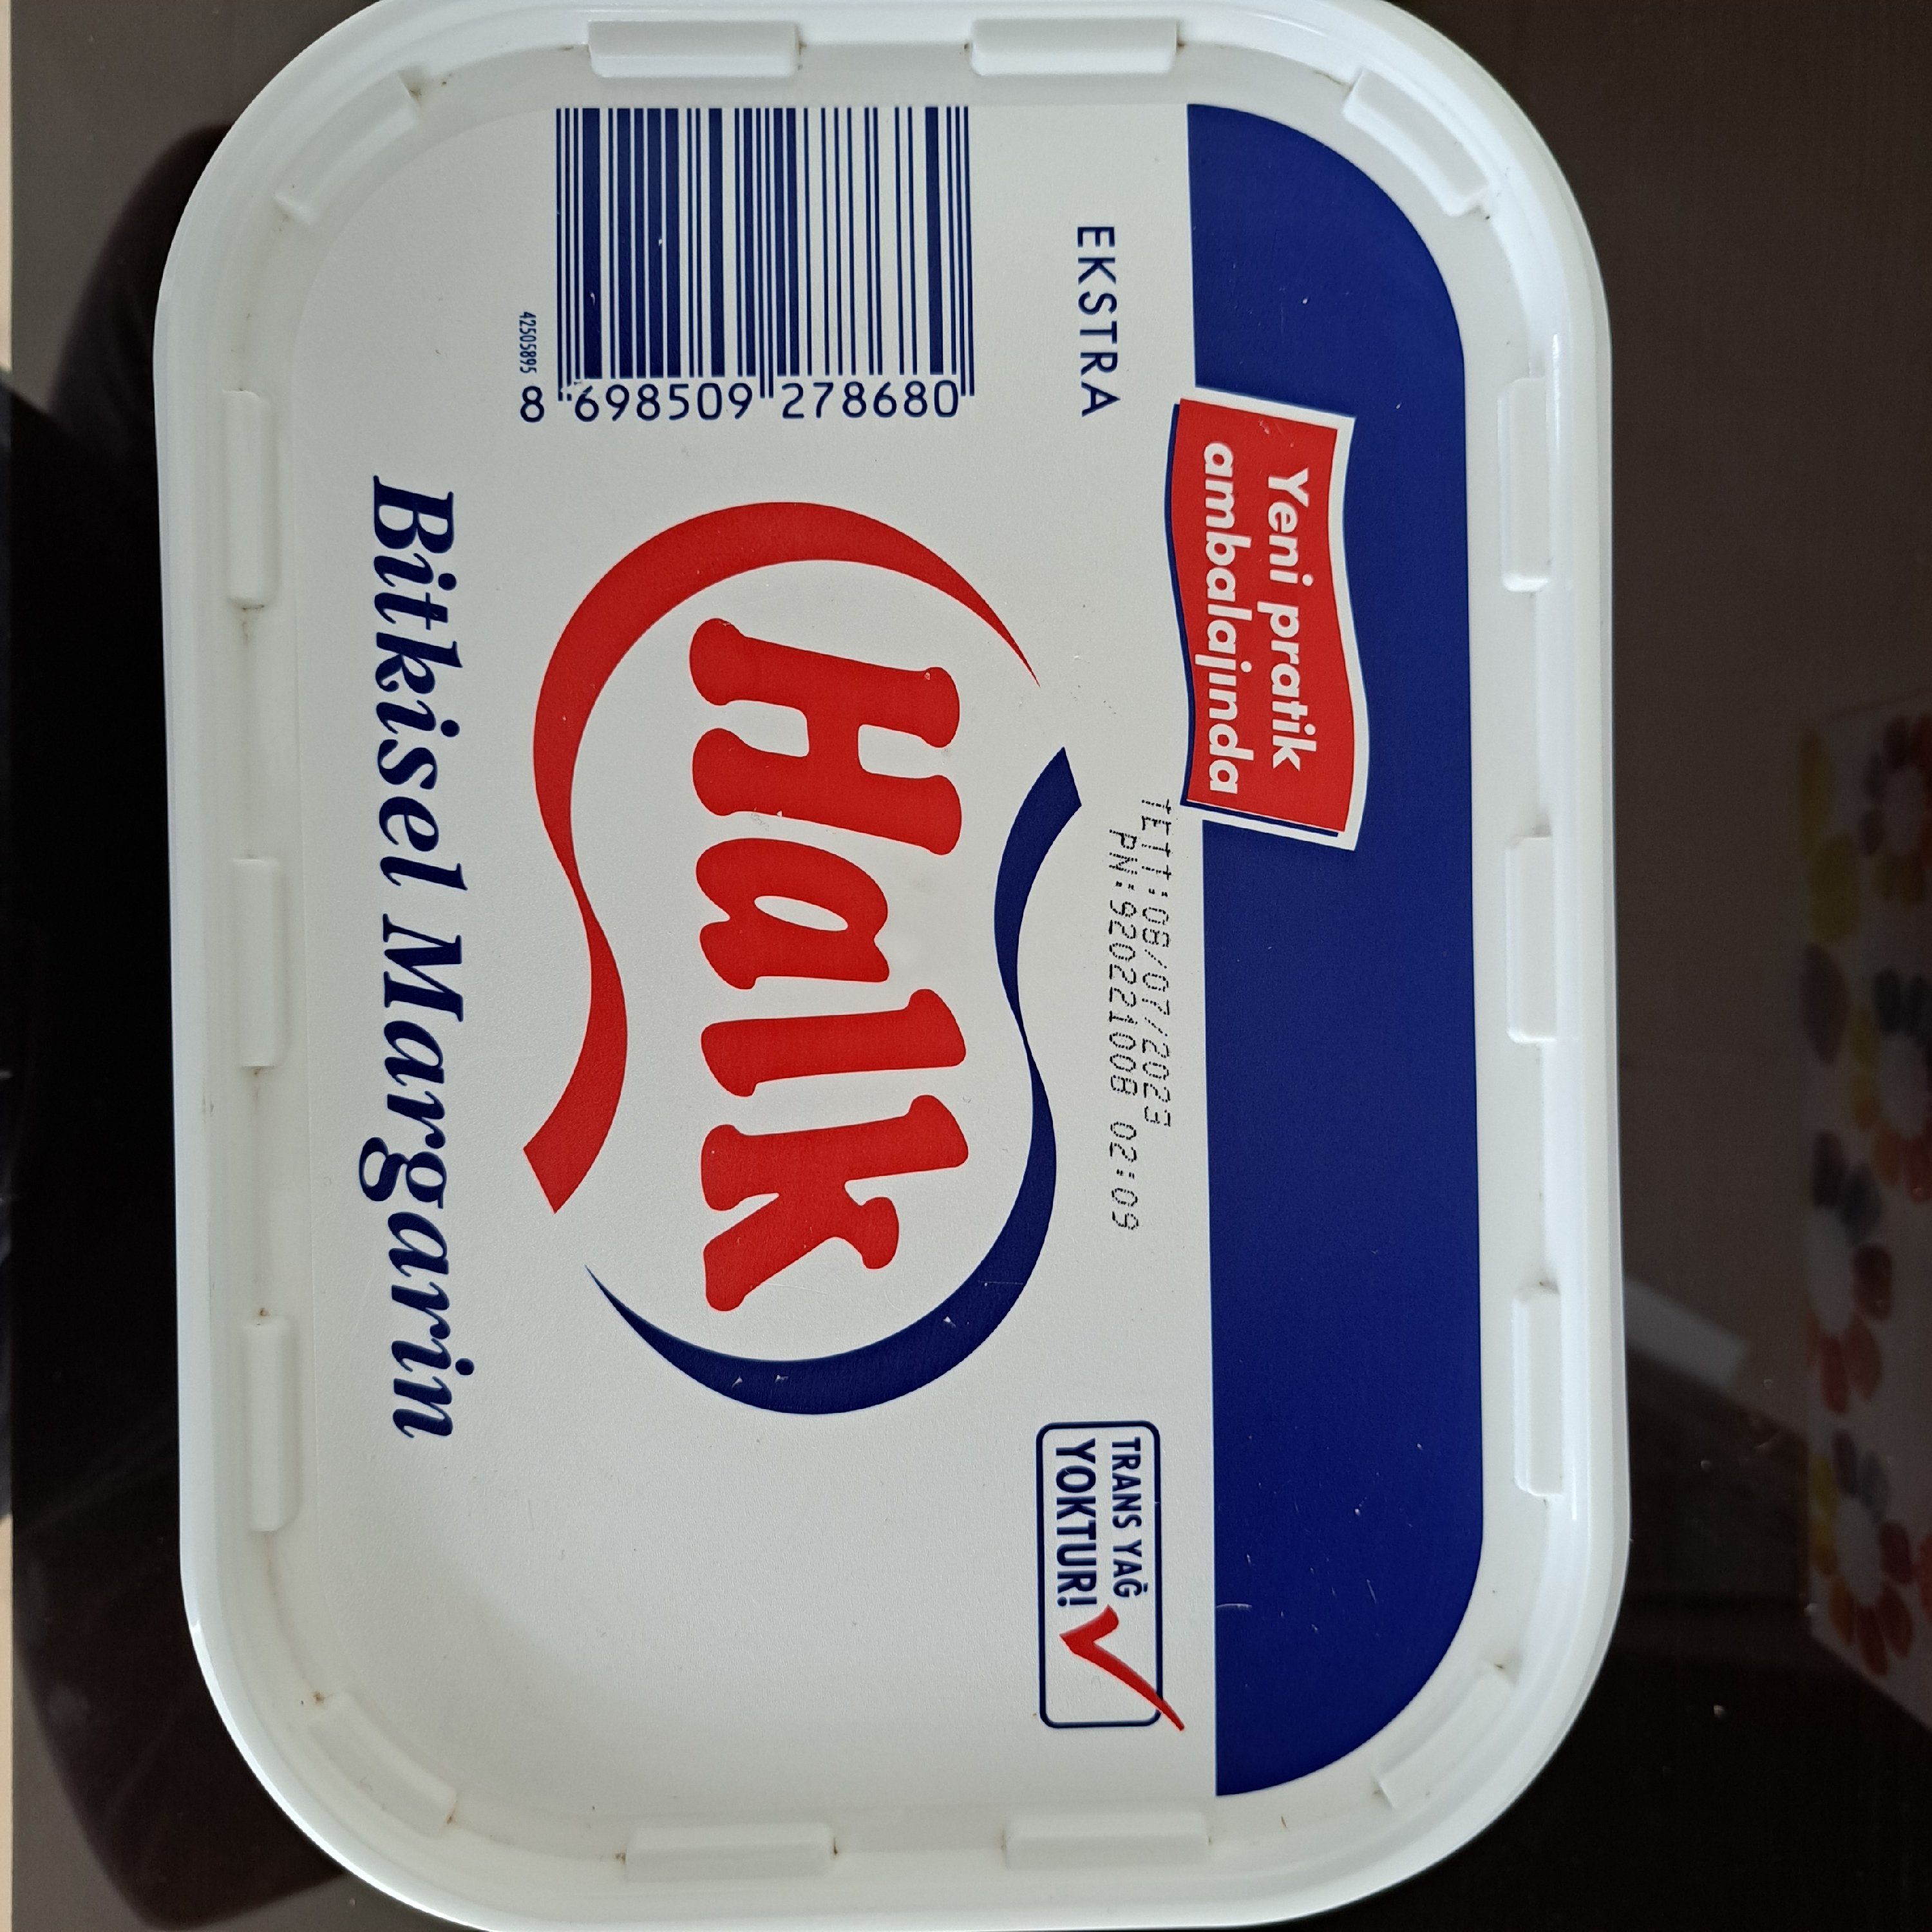 Yeni pratik
ambalajında
EKSTRA
TETT:08/07/2023
PN:920221008 02:09
TRANS YAĞ
YOKTUR!
Halk
8 698509 278680
42505895
Bitkisel Margarin